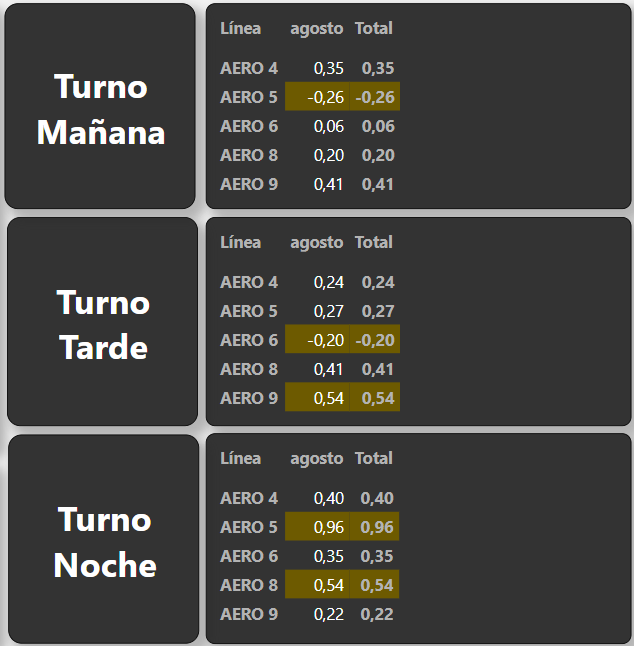 Turno
Mañana
Línea agosto Total
AERO 4 0,35 0,35
AERO 5 -0,26 -0,26
AERO 6 0,06 0,06
AERO 8 0,20 0,20
AERO 9 0,41 0,41
Turno
Tarde
Línea agosto Total
AERO 4 0,24 0,24
AERO 5 0,27 0,27
AERO 6 -0,20 -0,20
AERO 8 0,41 0,41
AERO 9 0,54 0,54
Turno
Noche
Línea agosto Total
AERO 4 0,40 0,40
AERO 5 0,96 0,96
AERO 6 0,35 0,35
AERO 8 0,54 0,54
AERO 9 0,22 0,22